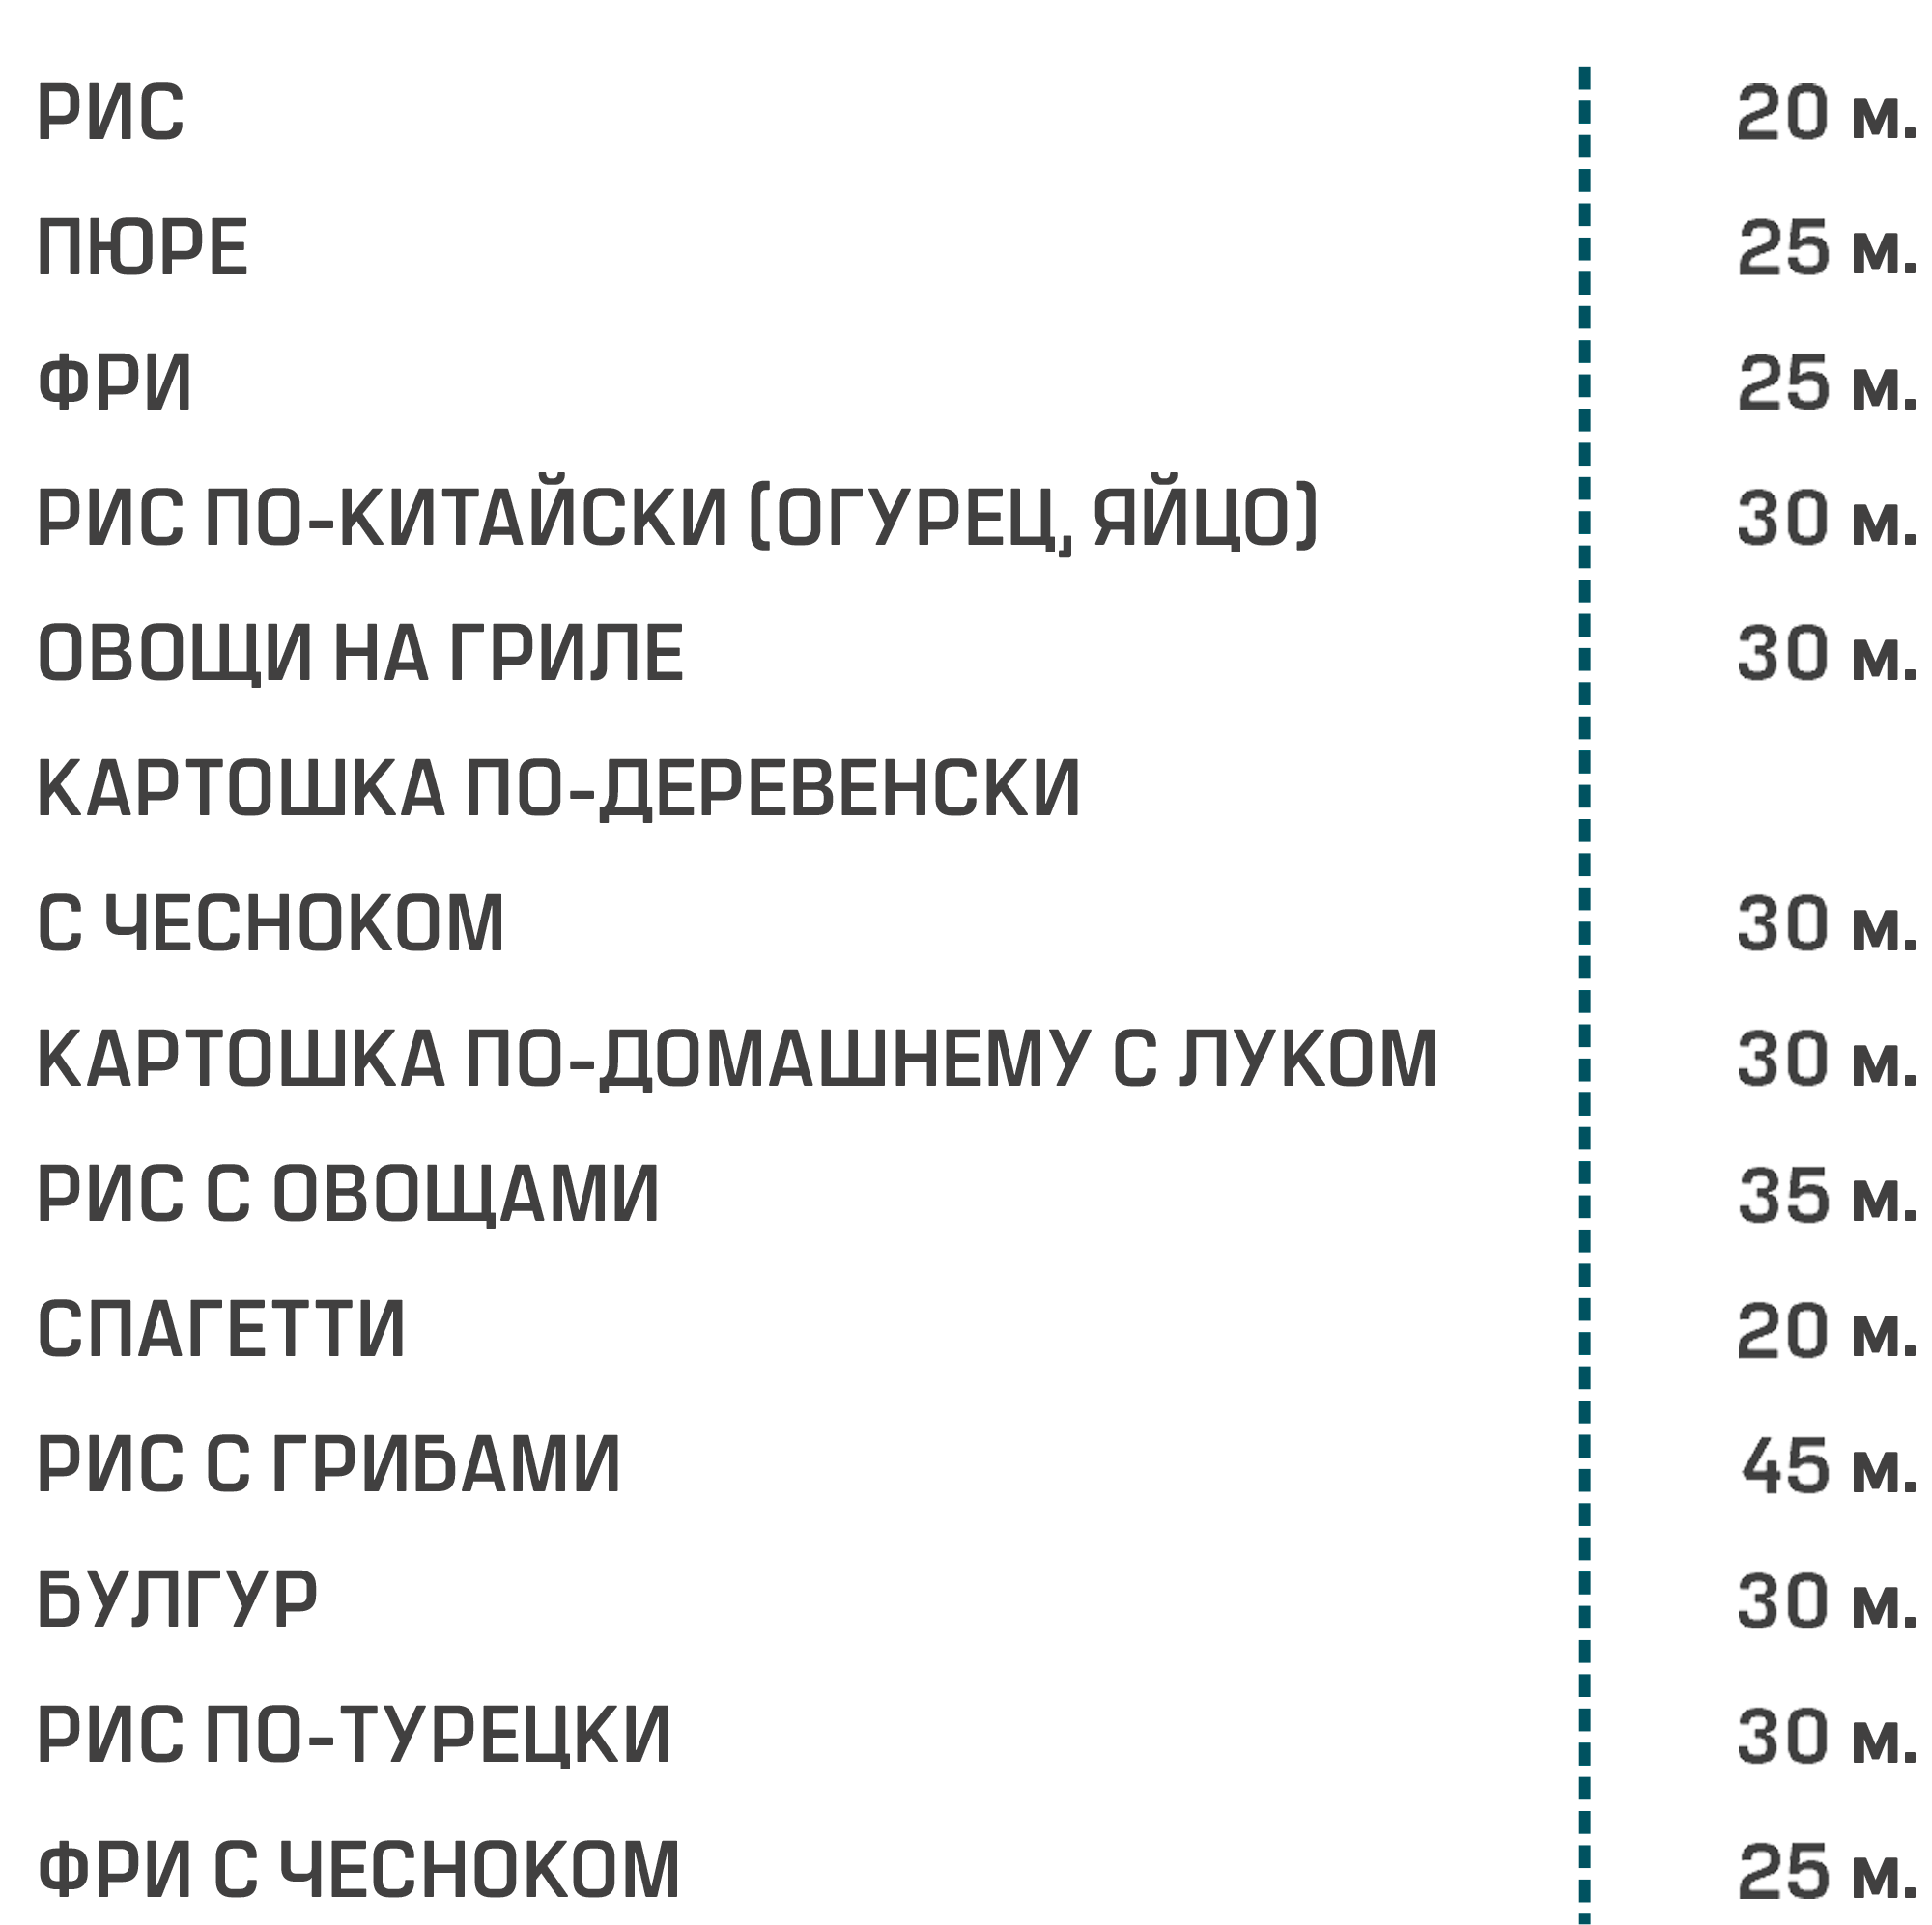 РИС 20 м.
ПЮРЕ 25 м.
ФРИ 25 м.
РИС ПО-КИТАЙСКИ (ОГУРЕЦ, ЯЙЦО) 30 м.
ОВОЩИ НА ГРИЛЕ 30 м.
КАРТОШКА ПО-ДЕРЕВЕНСКИ
С ЧЕСНОКОМ 30 м.
КАРТОШКА ПО-ДОМАШНЕМУ С ЛУКОМ 30 м.
РИС С ОВОЩАМИ 35 м.
СПАГЕТТИ 20 м.
РИС С ГРИБАМИ 45 м.
БУЛГУР 30 м.
РИС ПО-ТУРЕЦКИ 30 м.
ФРИ С ЧЕСНОКОМ 25 м.